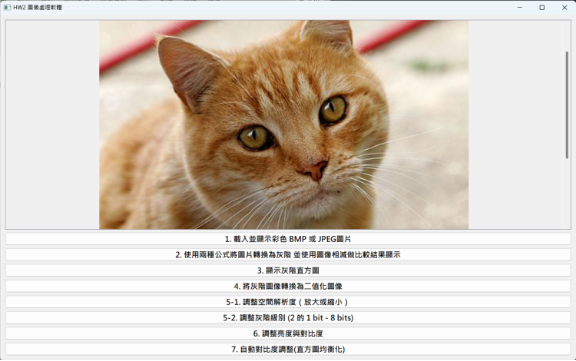 HW2 圖像處理軟體
1. 載入並顯示彩色 BMP 或 JPEG圖片
2. 使用兩種公式將圖片轉換為灰階 並使用圖像相減做比較結果顯示
3. 顯示灰階直方圖
4. 將灰階圖像轉換為二值化圖像
5-1. 調整空間解析度（放大或縮小）
5-2. 調整灰階級別 (2 的 1 bit - 8 bits)
6. 調整亮度與對比度
7. 自動對比度調整(直方圖均衡化)